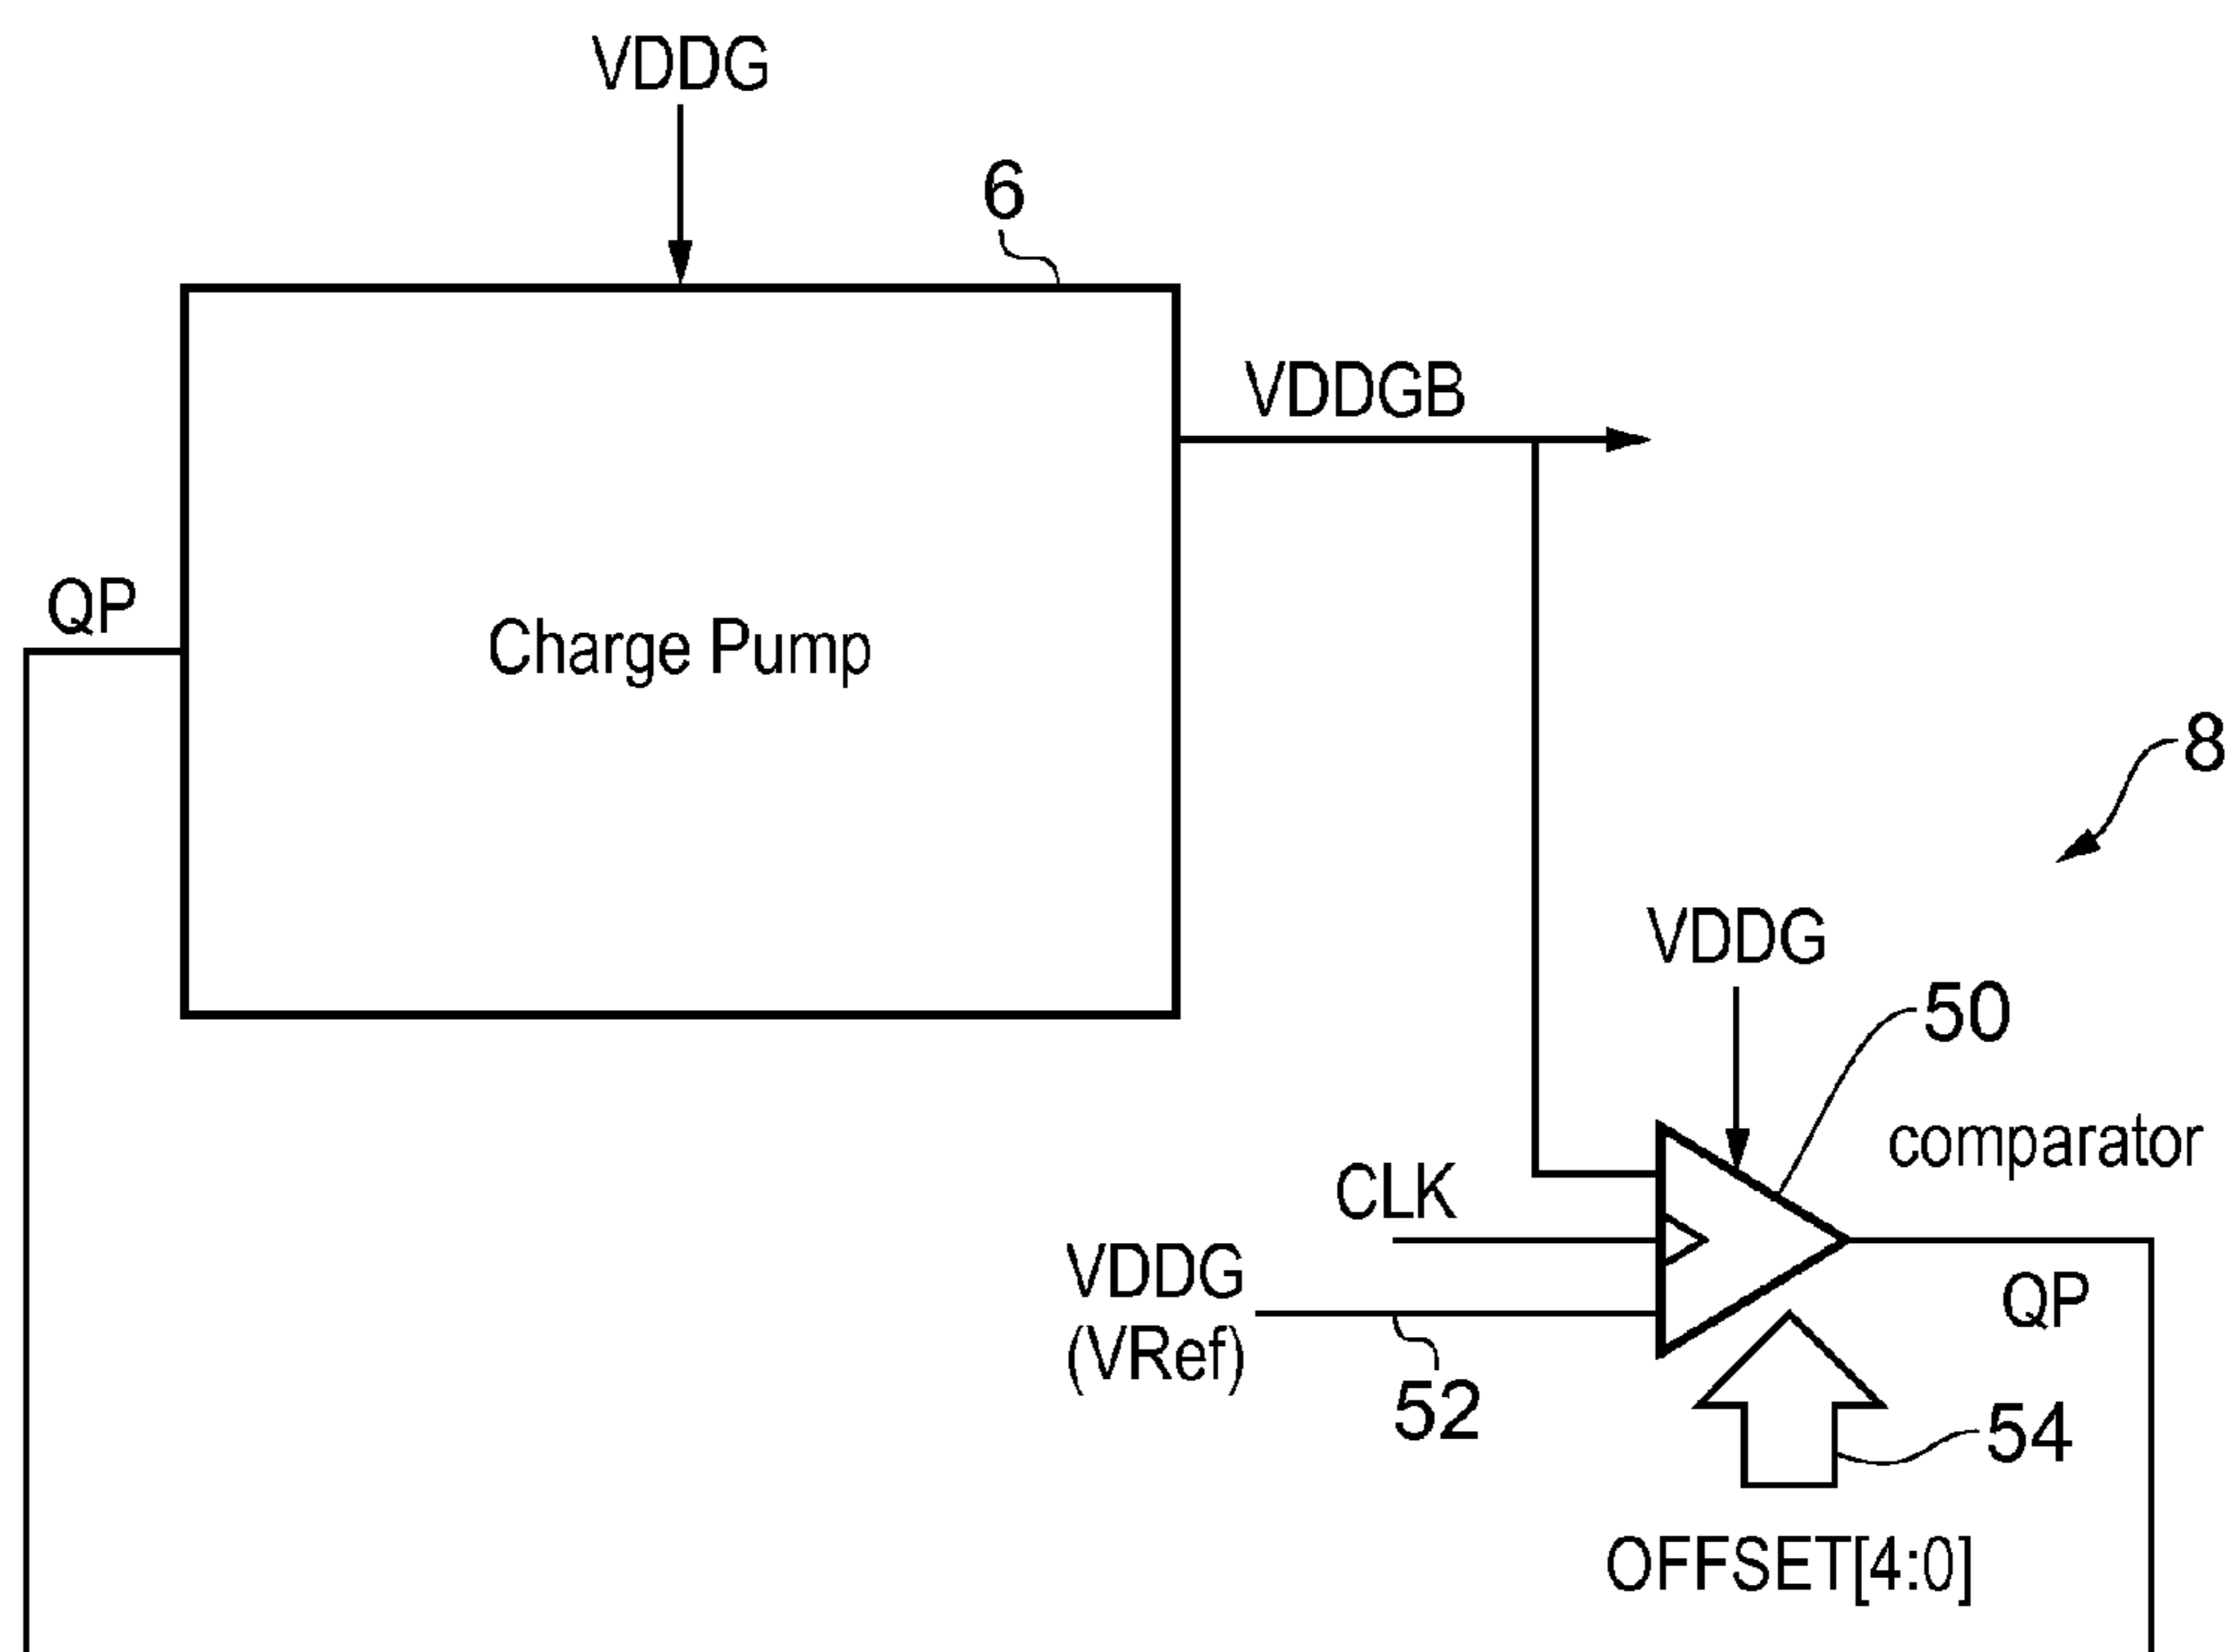 VDDG
6
VDDGB
QP
Charge Pump
8
VDDG
50
comparator
CLK
VDDG
(VRef)
QP
52
54
OFFSET[4:0]